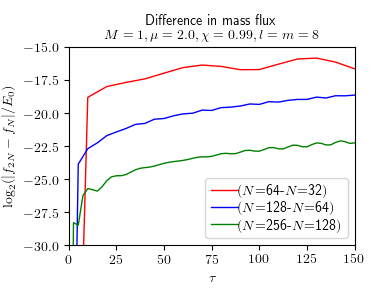 Difference in mass flux
M = 1, μ = 2.0, χ = 0.99, l = m = 8
log₂(|f₂N − fN|/E₀)
−15.0
−17.5
−20.0
−22.5
−25.0
−27.5
−30.0
(N=64-N=32)
(N=128-N=64)
(N=256-N=128)
0 25 50 75 100 125 150
τ